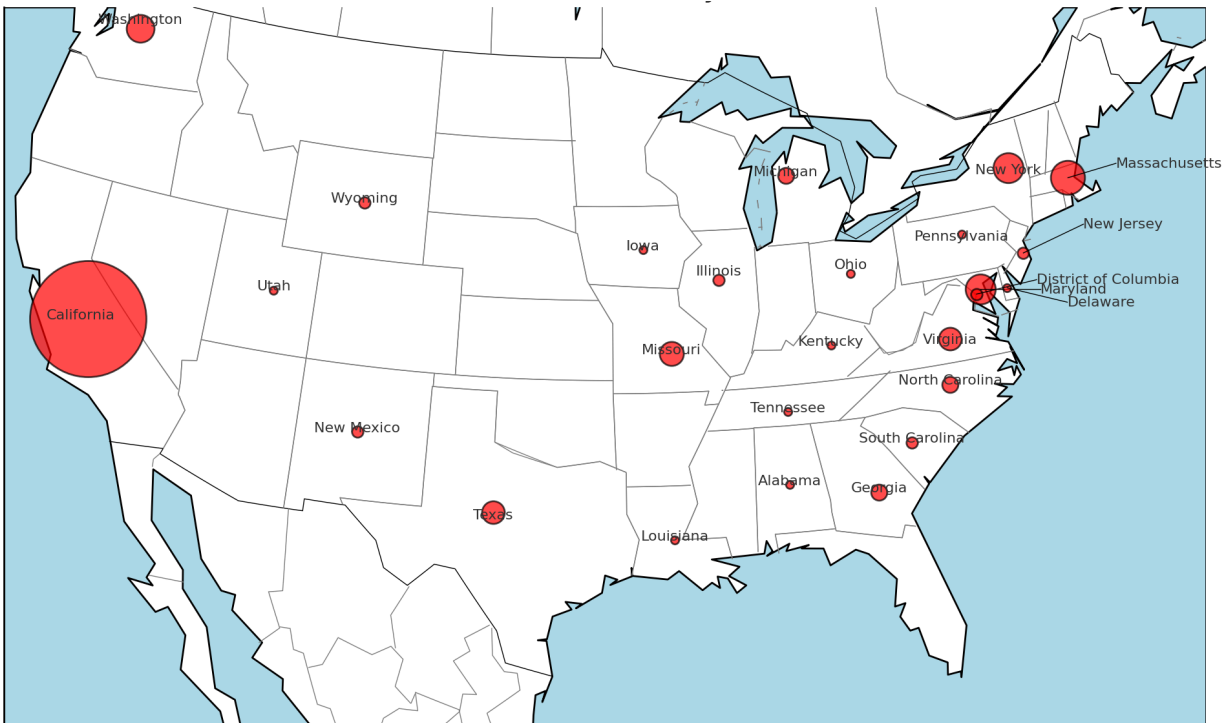 Washington
Massachusetts
Michigan
New York
Wyoming
New Jersey
Pennsylvania
Iowa
Ohio
Illinois
District of Columbia
Utah
Maryland
Delaware
California
Virginia
Kentucky
Missouri
North Carolina
Tennessee
New Mexico
South Carolina
Alabama
Georgia
Texas
Louisiana